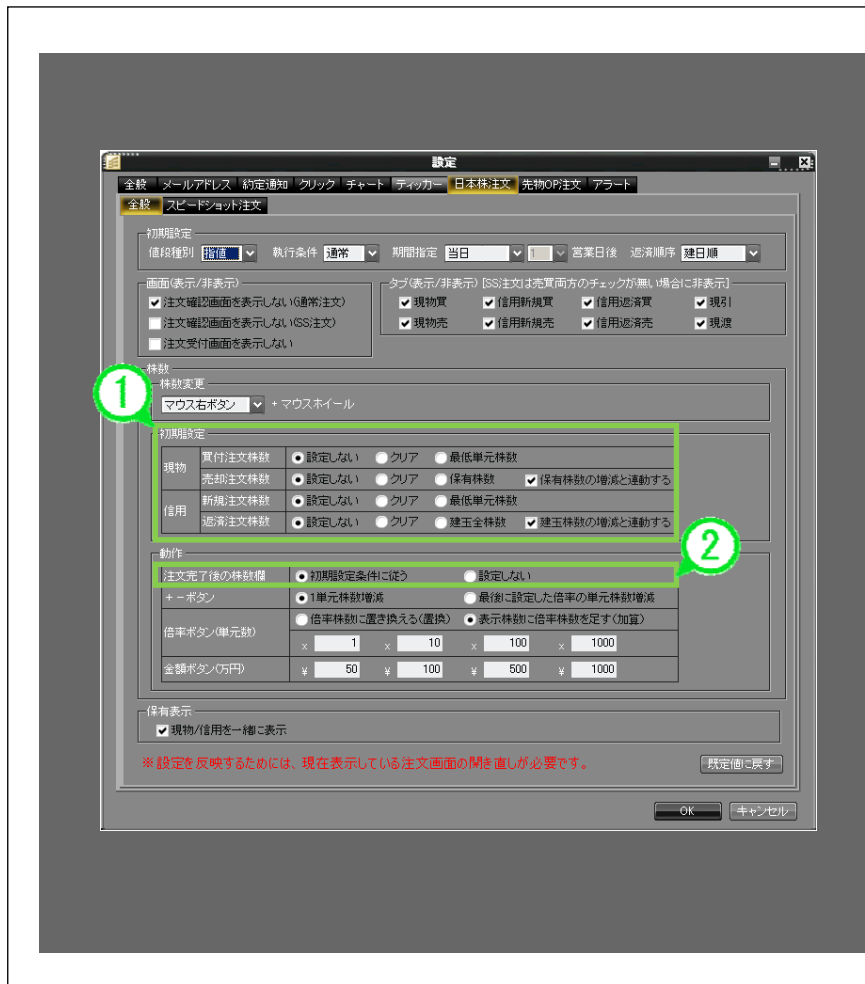 設定
全般 メールアドレス 約定通知 クリック チャート ティッカー 日本株注文 先物OP注文 アラート
全般 スピードショット注文
初期設定
値段種別 指値 執行条件 通常 期間指定 当日 1 営業日後 返済順序 建日順
画面(表示/非表示)
注文確認画面を表示しない(通常注文)
注文確認画面を表示しない(SS注文)
注文受付画面を表示しない
タブ(表示/非表示) [SS注文は売買両方のチェックが無い場合に非表示]
現物買 信用新規買 信用返済買 現引
現物売 信用新規売 信用返済売 現渡
株数
株数変更
1
マウス右ボタン + マウスホイール
初期設定
現物 買付注文株数 設定しない クリア 最低単元株数
売却注文株数 設定しない クリア 保有株数 保有株数の増減と連動する
信用 新規注文株数 設定しない クリア 最低単元株数
返済注文株数 設定しない クリア 建玉全株数 建玉株数の増減と連動する
2
動作
注文完了後の株数欄 初期設定条件に従う 設定しない
+-ボタン 1単元株数増減 最後に設定した倍率の単元株数増減
倍率ボタン(単元数) 倍率株数に置き換える(置換) 表示株数に倍率株数を足す(加算)
x 1 x 10 x 100 x 1000
金額ボタン(万円) ¥ 50 ¥ 100 ¥ 500 ¥ 1000
保有表示
現物/信用を一緒に表示
※設定を反映するためには、現在表示している注文画面の開き直しが必要です。 既定値に戻す
OK キャンセル